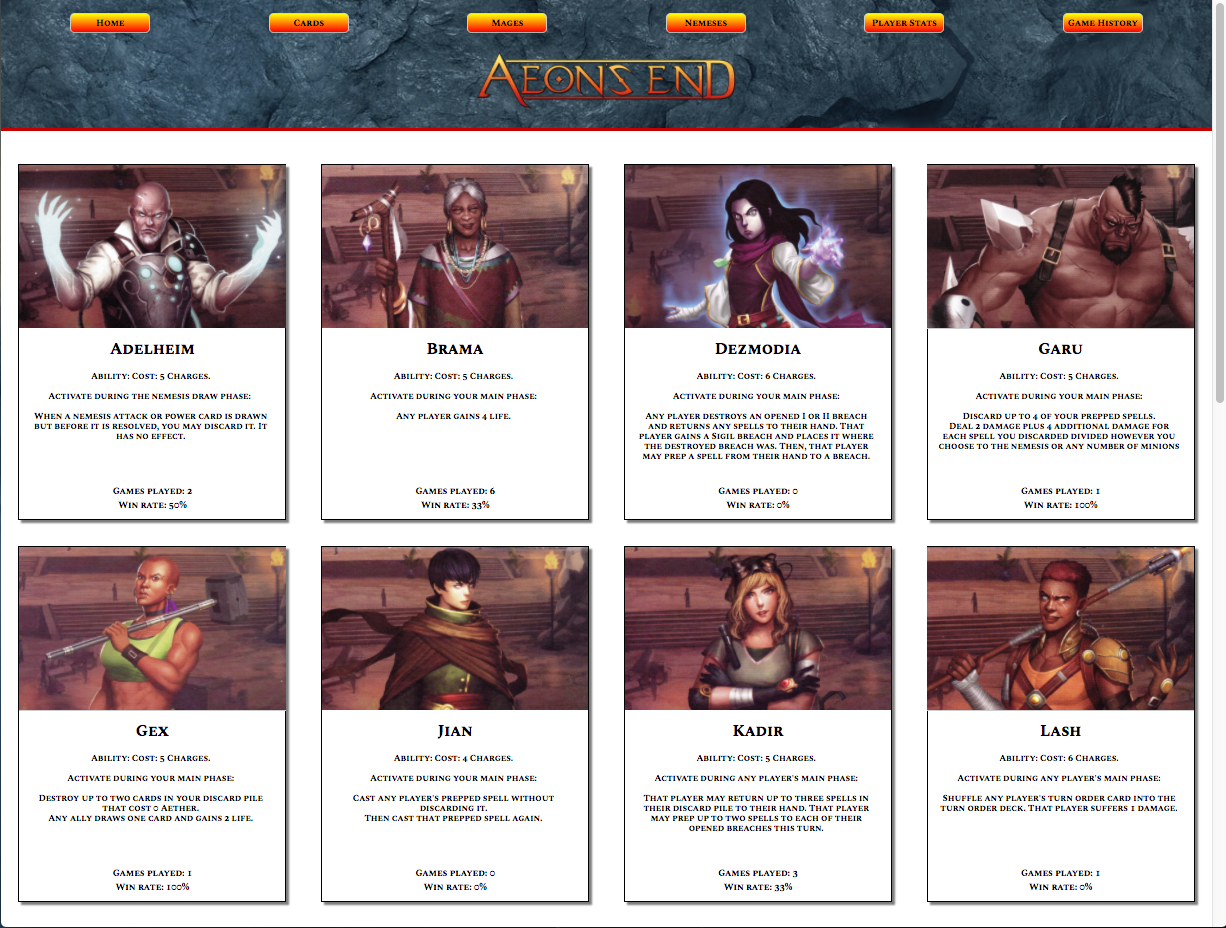 Home Cards Mages Nemeses Player Stats Game History
Aeon's End
Adelheim
Ability: Cost: 5 Charges.
Activate during the nemesis draw phase:
When a nemesis attack or power card is drawn
but before it is resolved, you may discard it. It
has no effect.
Games played: 2
Win rate: 50%
Brama
Ability: Cost: 5 Charges.
Activate during your main phase:
Any player gains 4 life.
Games played: 6
Win rate: 33%
Dezmodia
Ability: Cost: 6 Charges.
Activate during your main phase:
Any player destroys an opened I or II breach
and returns any spells to their hand. That
player gains a Sigil breach and places it where
the destroyed breach was. Then, that player
may prep a spell from their hand to a breach.
Games played: 0
Win rate: 0%
Garu
Ability: Cost: 5 Charges.
Activate during your main phase:
Discard up to 4 of your prepped spells.
Deal 2 damage plus 4 additional damage for
each spell you discarded divided however you
choose to the nemesis or any number of minions
Games played: 1
Win rate: 100%
Gex
Ability: Cost: 5 Charges.
Activate during your main phase:
Destroy up to two cards in your discard pile
that cost 0 Aether.
Any ally draws one card and gains 2 life.
Games played: 1
Win rate: 100%
Jian
Ability: Cost: 4 Charges.
Activate during your main phase:
Cast any player's prepped spell without
discarding it.
Then cast that prepped spell again.
Games played: 0
Win rate: 0%
Kadir
Ability: Cost: 5 Charges.
Activate during any player's main phase:
That player may return up to three spells in
their discard pile to their hand. That player
may prep up to two spells to each of their
opened breaches this turn.
Games played: 3
Win rate: 33%
Lash
Ability: Cost: 6 Charges.
Activate during any player's main phase:
Shuffle any player's turn order card into the
turn order deck. That player suffers 1 damage.
Games played: 1
Win rate: 0%